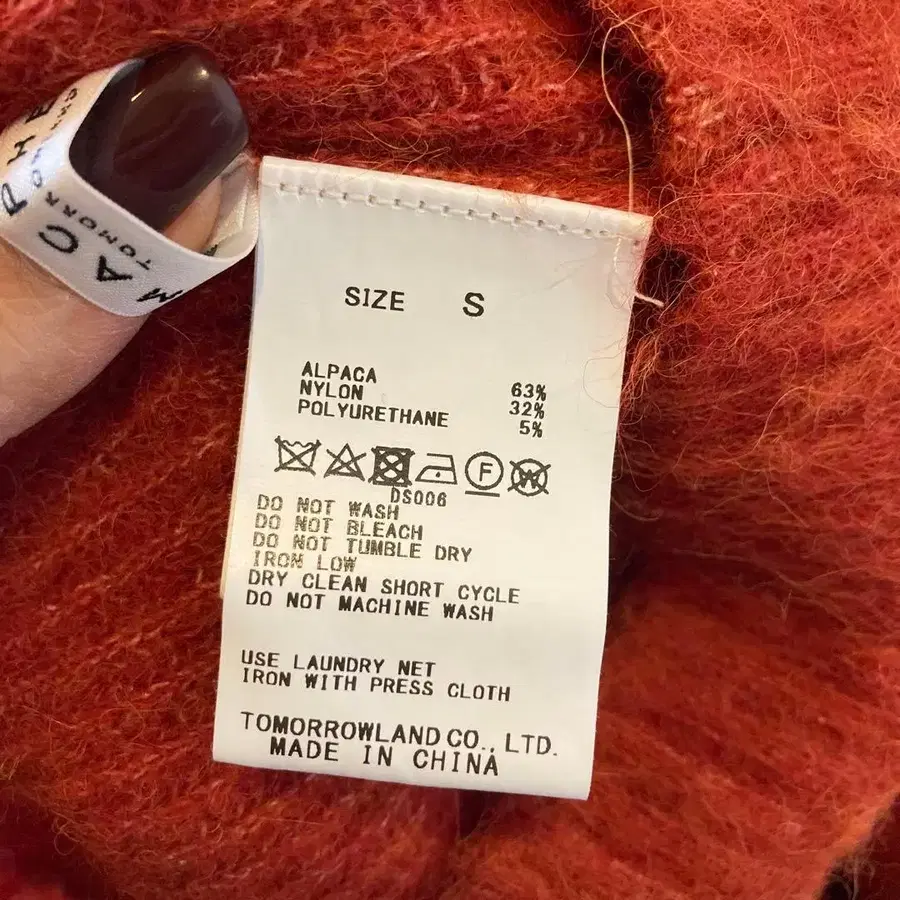 MACPHE
TOMOR
SIZE S
ALPACA 63%
NYLON 32%
POLYURETHANE 5%
F W
DS006
DO NOT WASH
DO NOT BLEACH
DO NOT TUMBLE DRY
IRON LOW
DRY CLEAN SHORT CYCLE
DO NOT MACHINE WASH
USE LAUNDRY NET
IRON WITH PRESS CLOTH
TOMORROWLAND CO., LTD.
MADE IN CHINA